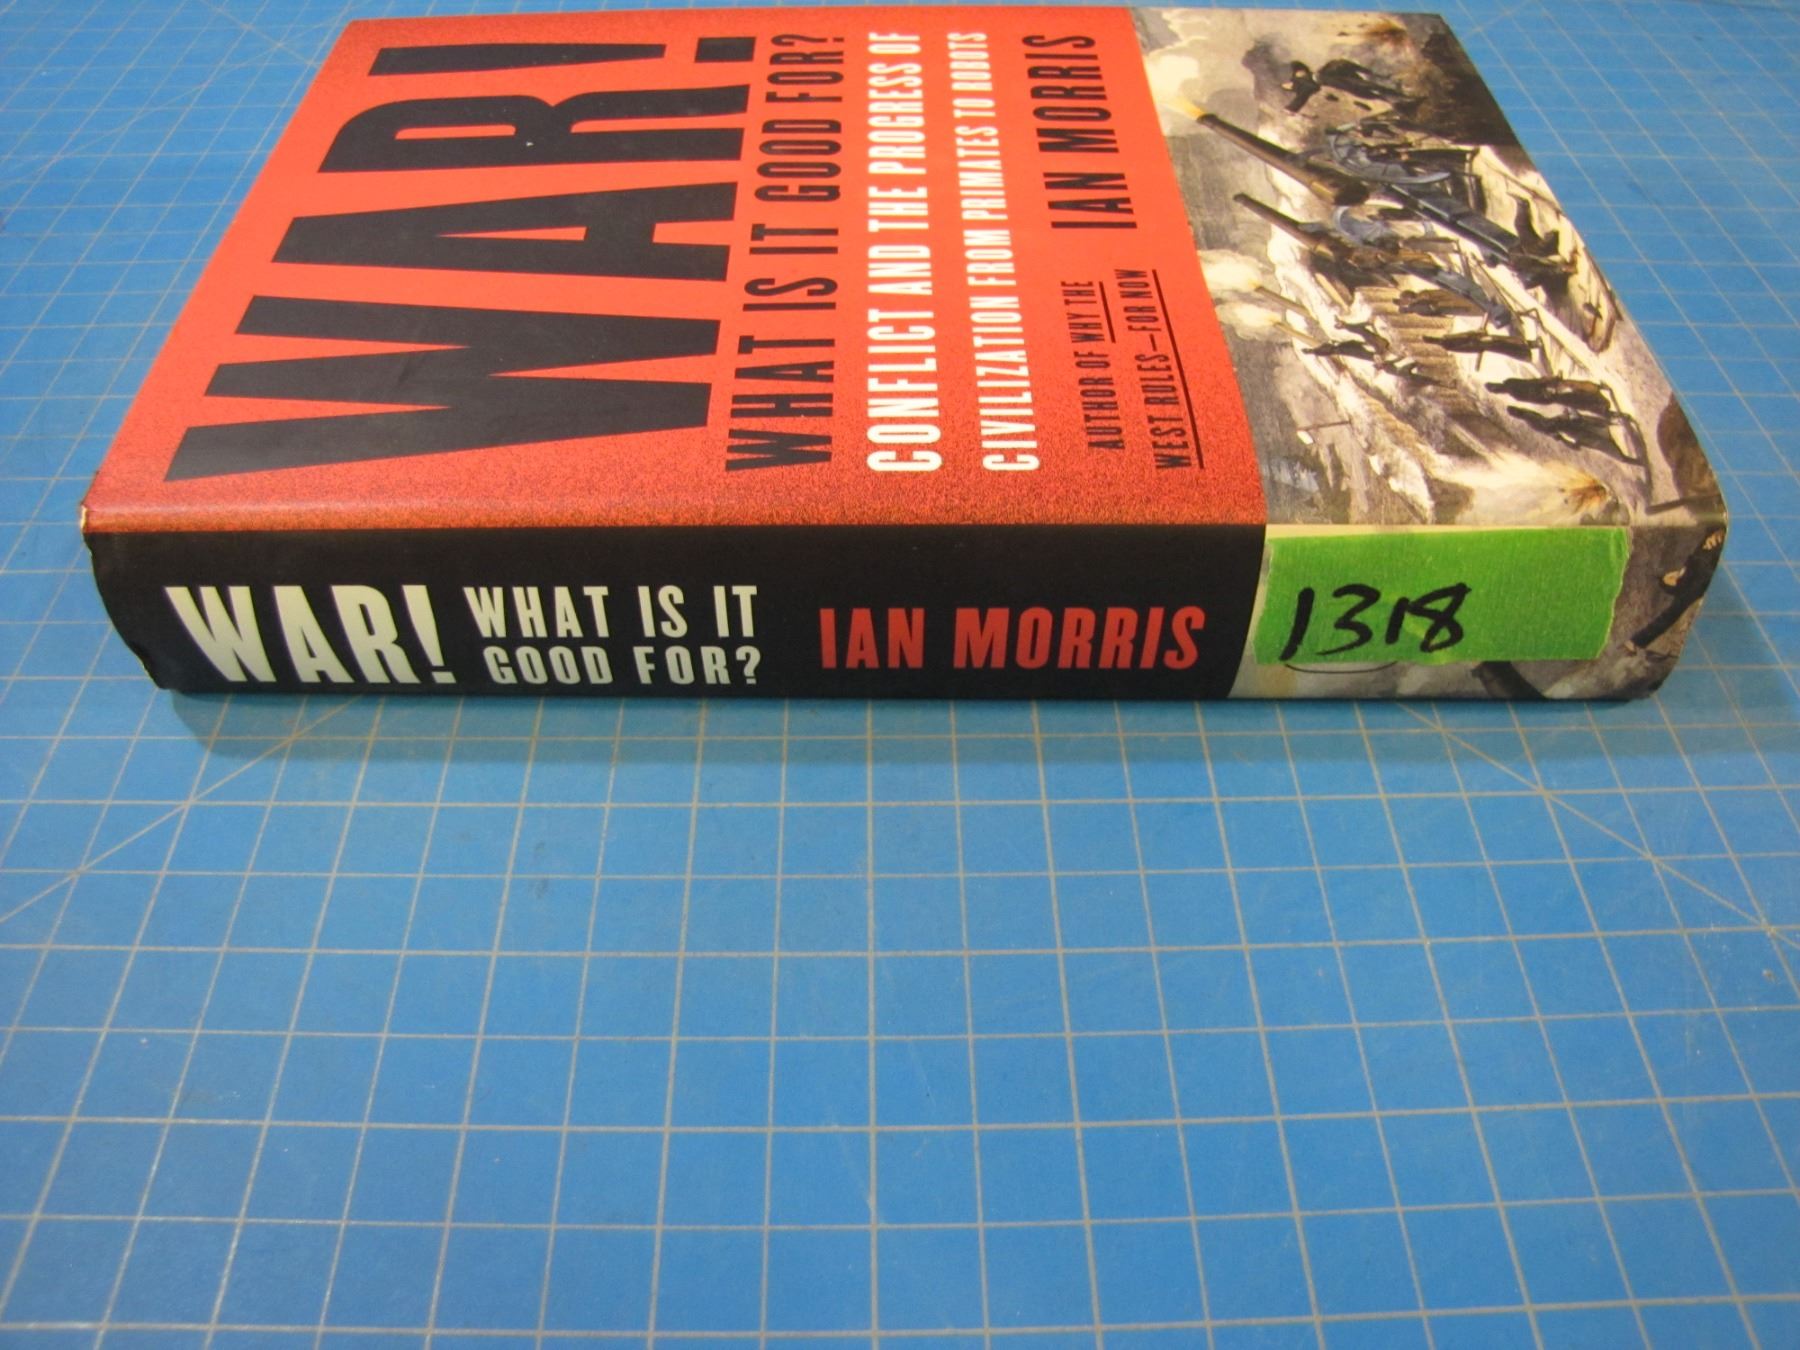 WAR!
WHAT IS IT GOOD FOR?
CONFLICT AND THE PROGRESS OF
CIVILIZATION FROM PRIMATES TO ROBOTS
IAN MORRIS
AUTHOR OF WHY THE
WEST RULES—FOR NOW
WAR!
WHAT IS IT
GOOD FOR?
IAN MORRIS
1318